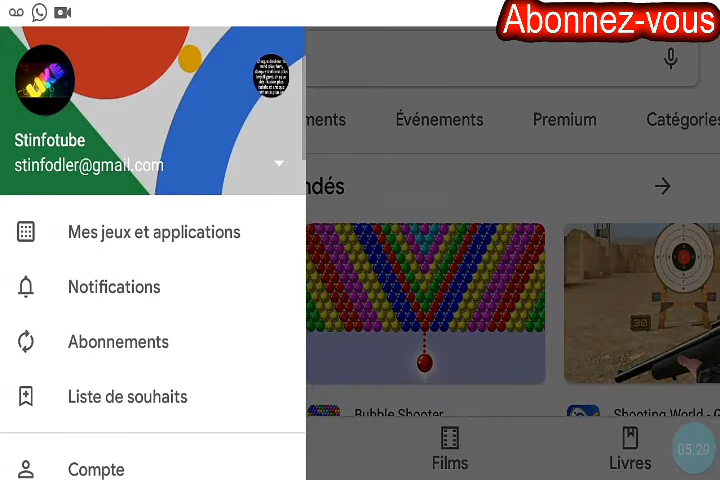 Abonnez-vous
LIKE
Stinfotube
stinfodler@gmail.com
ments
Événements
Premium
Catégories
ndés
Mes jeux et applications
Notifications
Abonnements
Liste de souhaits
Compte
Bubble Shooter
Shooting World - G
Films
Livres
05:29